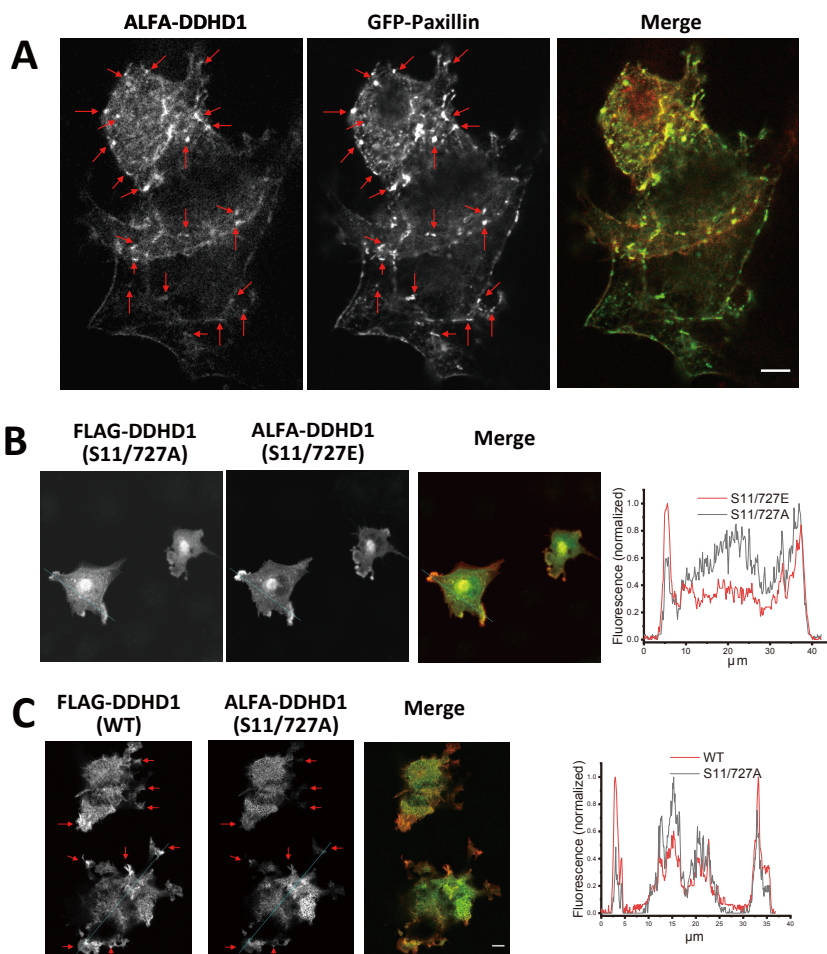 ALFA-DDHD1 GFP-Paxillin Merge
A
B
FLAG-DDHD1 ALFA-DDHD1 Merge
(S11/727A) (S11/727E)
Fluorescence (normalized)
S11/727E
S11/727A
1.0
0.8
0.6
0.4
0.2
0.0
0 10 20 30 40
µm
C
FLAG-DDHD1 ALFA-DDHD1 Merge
(WT) (S11/727A)
Fluorescence (normalized)
WT
S11/727A
1.0
0.8
0.6
0.4
0.2
0.0
0 5 10 15 20 25 30 35 40
µm